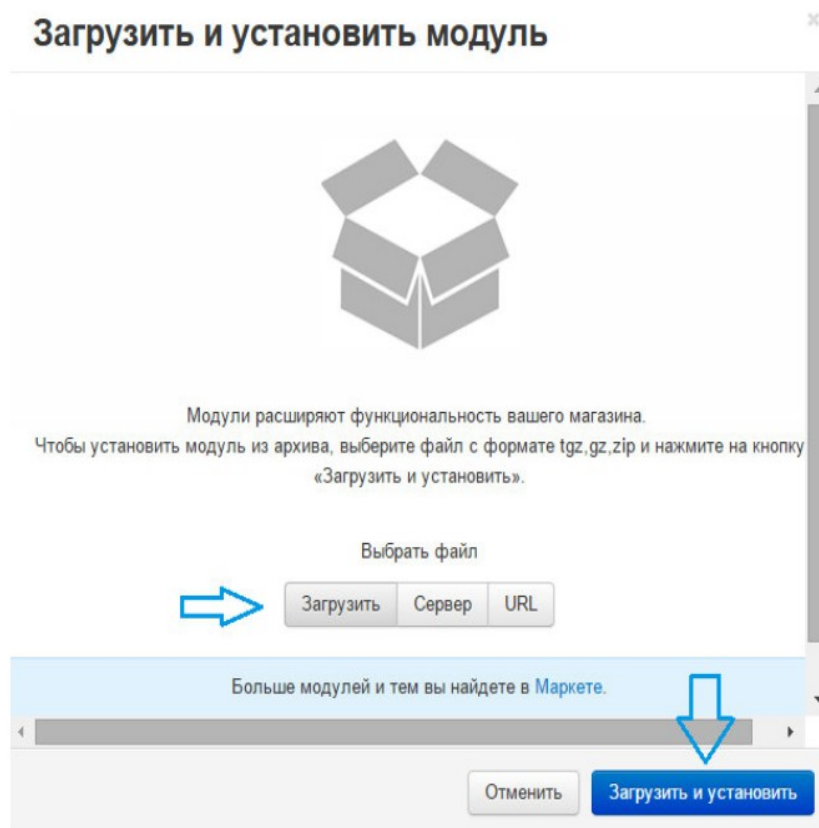 Загрузить и установить модуль
Модули расширяют функциональность вашего магазина.
Чтобы установить модуль из архива, выберите файл с формате tgz,gz,zip и нажмите на кнопку
«Загрузить и установить».
Выбрать файл
Загрузить Сервер URL
Больше модулей и тем вы найдете в Маркете.
Отменить Загрузить и установить